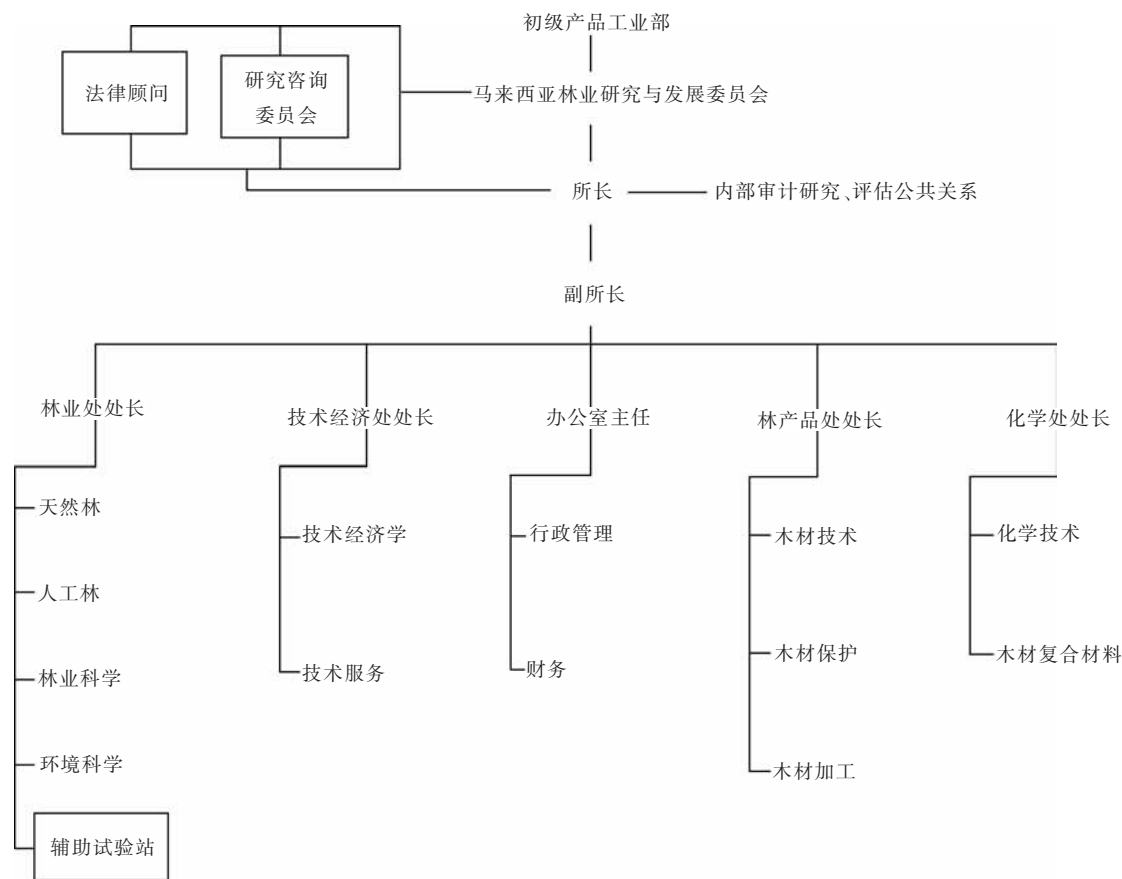 初级产品工业部
法律顾问
研究咨询
委员会
马来西亚林业研究与发展委员会
所长
内部审计研究、评估公共关系
副所长
林业处处长
技术经济处处长
办公室主任
林产品处处长
化学处处长
天然林
人工林
林业科学
环境科学
辅助试验站
技术经济学
技术服务
行政管理
财务
木材技术
木材保护
木材加工
化学技术
木材复合材料